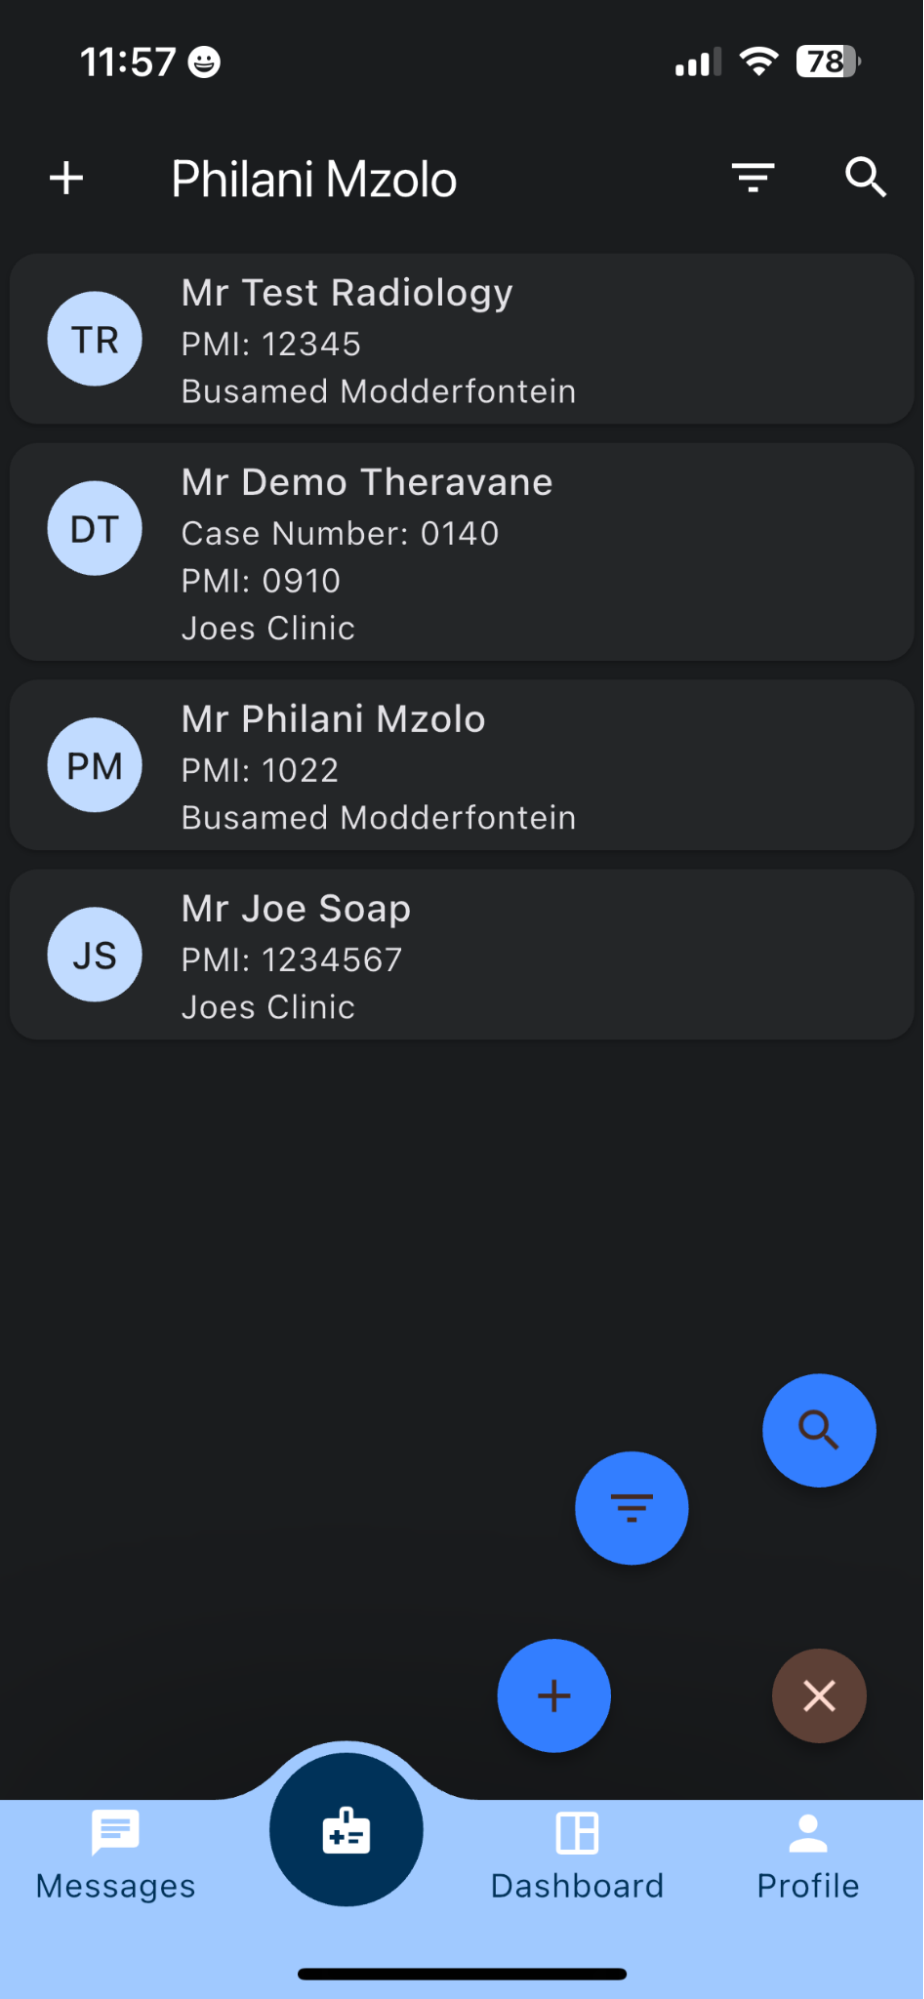 11:57
78
Philani Mzolo
TR
Mr Test Radiology
PMI: 12345
Busamed Modderfontein
DT
Mr Demo Theravane
Case Number: 0140
PMI: 0910
Joes Clinic
PM
Mr Philani Mzolo
PMI: 1022
Busamed Modderfontein
JS
Mr Joe Soap
PMI: 1234567
Joes Clinic
Messages
Dashboard
Profile